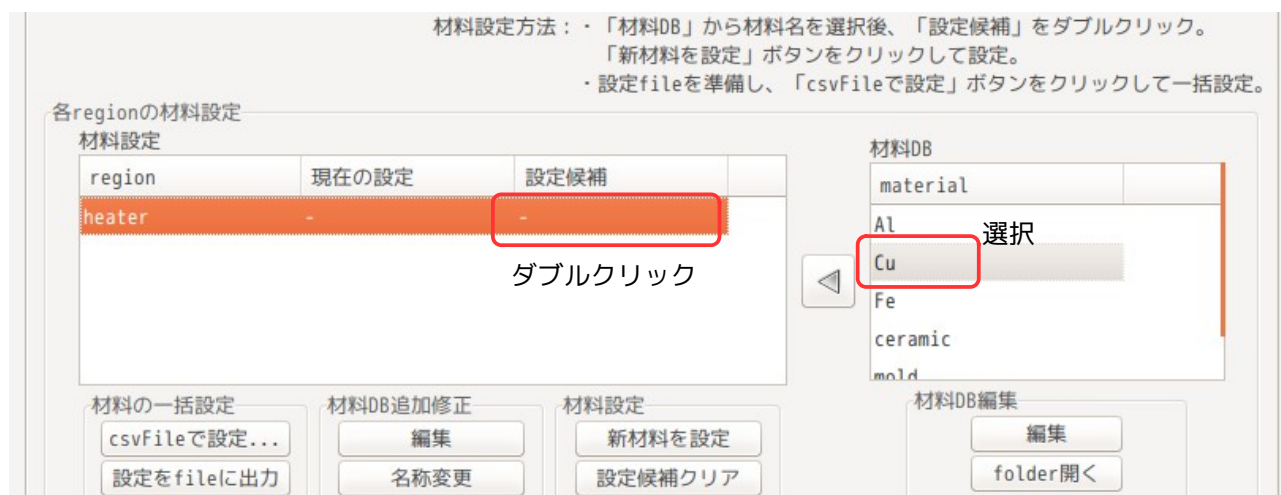 材料設定方法：・「材料DB」から材料名を選択後、「設定候補」をダブルクリック。
「新材料を設定」ボタンをクリックして設定。
・設定fileを準備し、「csvFileで設定」ボタンをクリックして一括設定。
各regionの材料設定
材料設定
region 現在の設定 設定候補
heater - -
ダブルクリック
材料DB
material
Al
選択
Cu
Fe
ceramic
mold
材料の一括設定 材料DB追加修正 材料設定 材料DB編集
csvFileで設定... 編集 新材料を設定 編集
設定をfileに出力 名称変更 設定候補クリア folder開く